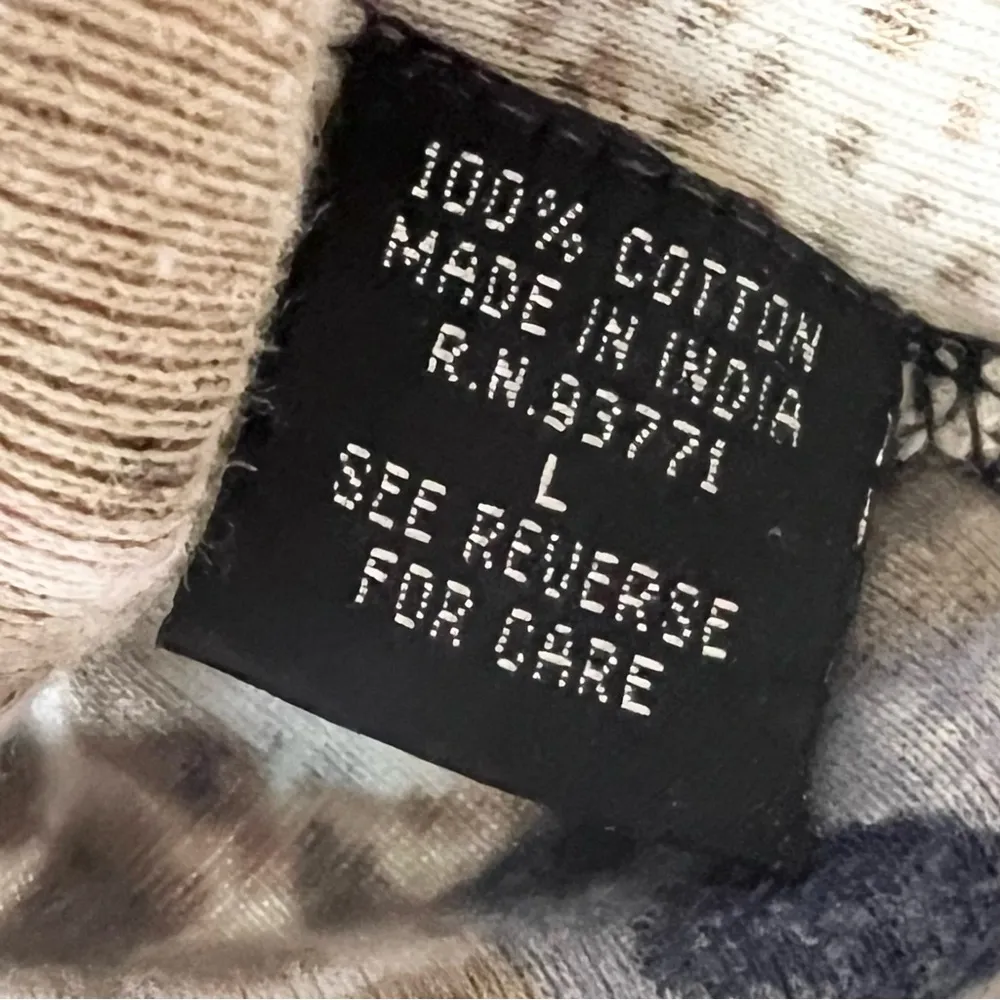 100% COTTON
MADE IN INDIA
R.N.93771
L
SEE REVERSE
FOR CARE